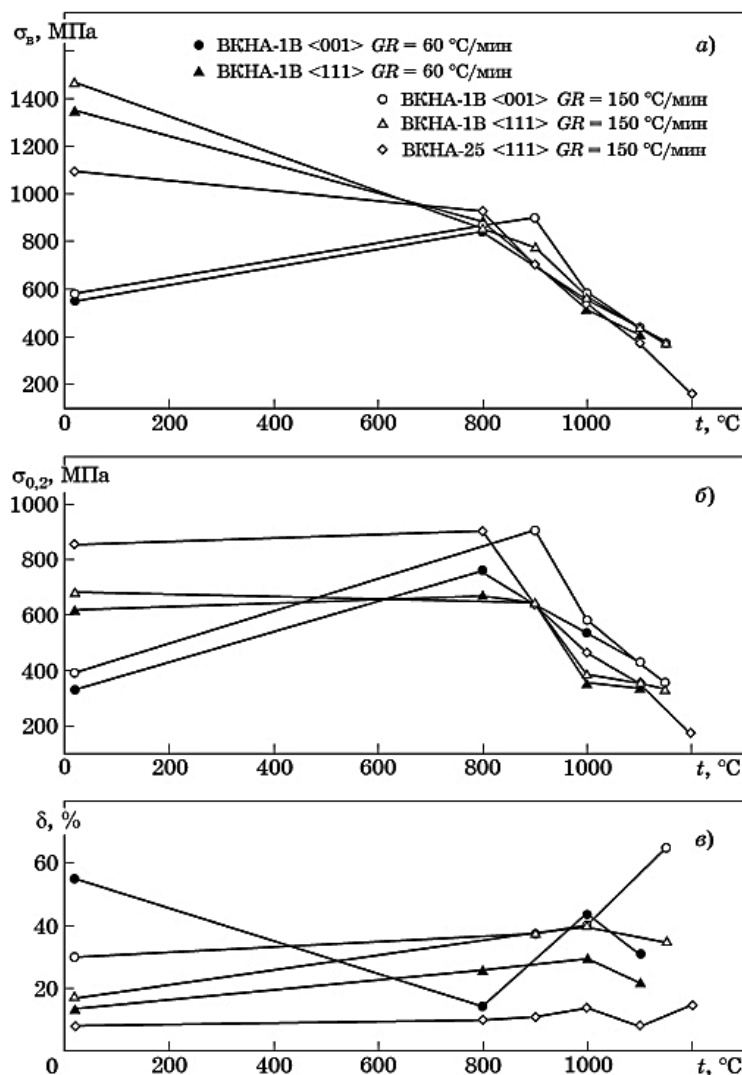 σв, МПа
а)
● ВКНА-1В <001> GR = 60 °С/мин
▲ ВКНА-1В <111> GR = 60 °С/мин
○ ВКНА-1В <001> GR = 150 °С/мин
△ ВКНА-1В <111> GR = 150 °С/мин
◇ ВКНА-25 <111> GR = 150 °С/мин
1400
1200
1000
800
600
400
200
0 200 400 600 800 1000 t, °С
σ0,2, МПа
б)
1000
800
600
400
200
0 200 400 600 800 1000 t, °С
δ, %
в)
60
40
20
0 200 400 600 800 1000 t, °С